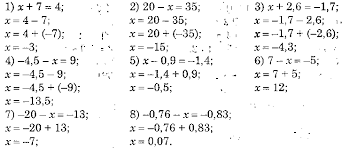 1) x + 7 = 4;
x = 4 – 7;
x = 4 + (–7);
x = –3;
2) 20 – x = 35;
x = 20 – 35;
x = 20 + (–35);
x = –15;
3) x + 2,6 = –1,7;
x = –1,7 – 2,6;
x = –1,7 + (–2,6);
x = –4,3;
4) –4,5 – x = 9;
x = –4,5 – 9;
x = –4,5 + (–9);
x = –13,5;
5) x – 0,9 = –1,4;
x = –1,4 + 0,9;
x = –0,5;
6) 7 – x = –5;
x = 7 + 5;
x = 12;
7) –20 – x = –13;
x = –20 + 13;
x = –7;
8) –0,76 – x = –0,83;
x = –0,76 + 0,83;
x = 0,07.